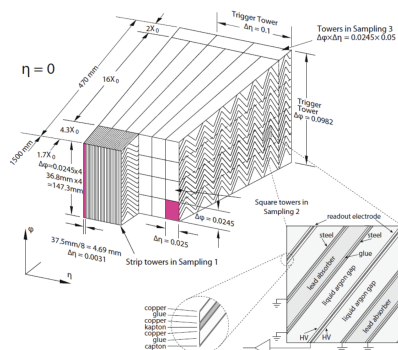 Trigger Tower
Δη = 0.1
Towers in Sampling 3
Δφ×Δη = 0.0245×0.05
2X0
η = 0
16X0
470 mm
Trigger
Tower
Δφ = 0.0982
4.3X0
1500 mm
1.7X0
Δφ=0.0245x4
36.8mmx4
=147.3mm
Δφ = 0.0245
Δη = 0.025
Square towers in
Sampling 2
37.5mm/8 = 4.69 mm
Δη = 0.0031
Strip towers in Sampling 1
φ
η
readout electrode
steel
steel
glue
lead absorber
liquid argon gap
liquid argon gap
lead absorber
HV
HV
copper
glue
copper
kapton
copper
glue
capton